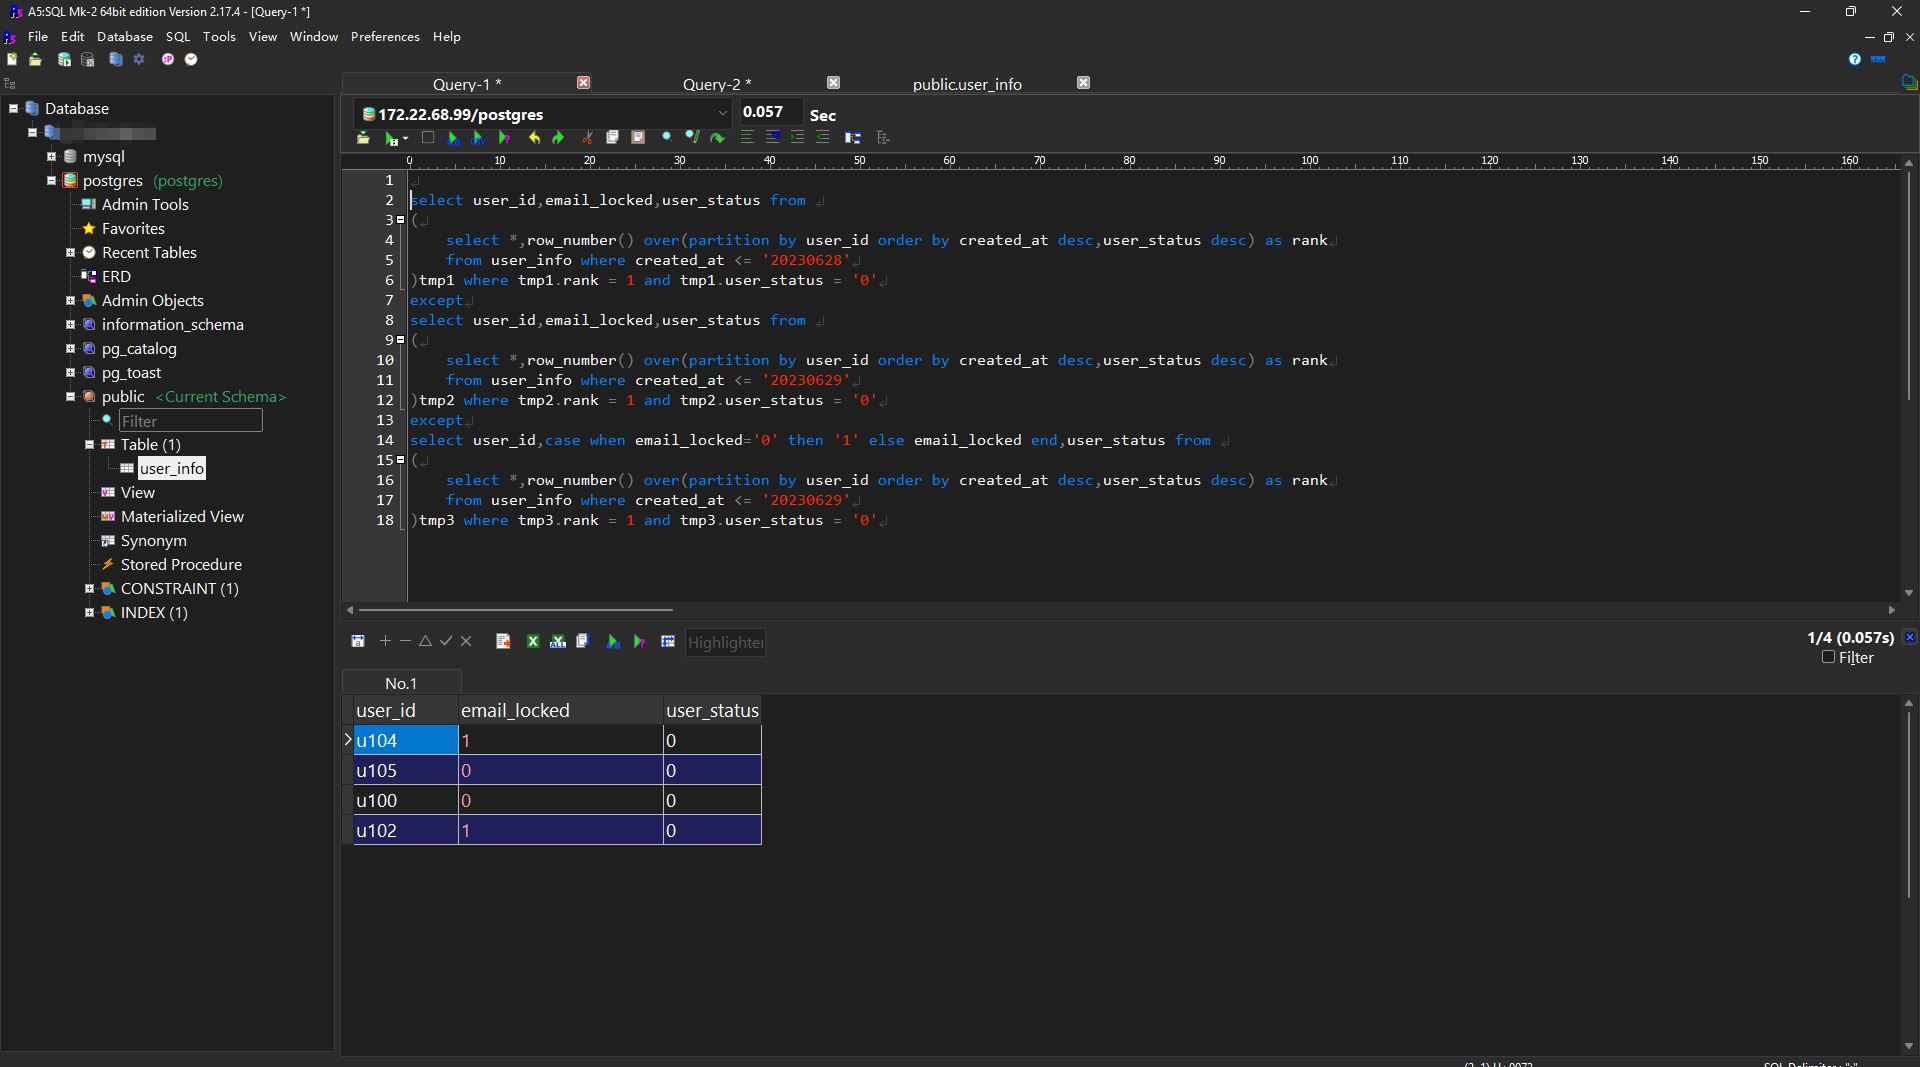 A5:SQL Mk-2 64bit edition Version 2.17.4 - [Query-1 *]
File Edit Database SQL Tools View Window Preferences Help
Query-1 *
Query-2 *
public.user_info
172.22.68.99/postgres
0.057
Sec
Database
mysql
postgres (postgres)
Admin Tools
Favorites
Recent Tables
ERD
Admin Objects
information_schema
pg_catalog
pg_toast
public <Current Schema>
Filter
Table (1)
user_info
View
Materialized View
Synonym
Stored Procedure
CONSTRAINT (1)
INDEX (1)
0 10 20 30 40 50 60 70 80 90 100 110 120 130 140 150 160
1
2 select user_id,email_locked,user_status from
3 (
4 select *,row_number() over(partition by user_id order by created_at desc,user_status desc) as rank
5 from user_info where created_at <= '20230628'
6 )tmp1 where tmp1.rank = 1 and tmp1.user_status = '0'
7 except
8 select user_id,email_locked,user_status from
9 (
10 select *,row_number() over(partition by user_id order by created_at desc,user_status desc) as rank
11 from user_info where created_at <= '20230629'
12 )tmp2 where tmp2.rank = 1 and tmp2.user_status = '0'
13 except
14 select user_id,case when email_locked='0' then '1' else email_locked end,user_status from
15 (
16 select *,row_number() over(partition by user_id order by created_at desc,user_status desc) as rank
17 from user_info where created_at <= '20230629'
18 )tmp3 where tmp3.rank = 1 and tmp3.user_status = '0'
Highlighter
1/4 (0.057s)
Filter
No.1
user_id email_locked user_status
u104 1 0
u105 0 0
u100 0 0
u102 1 0